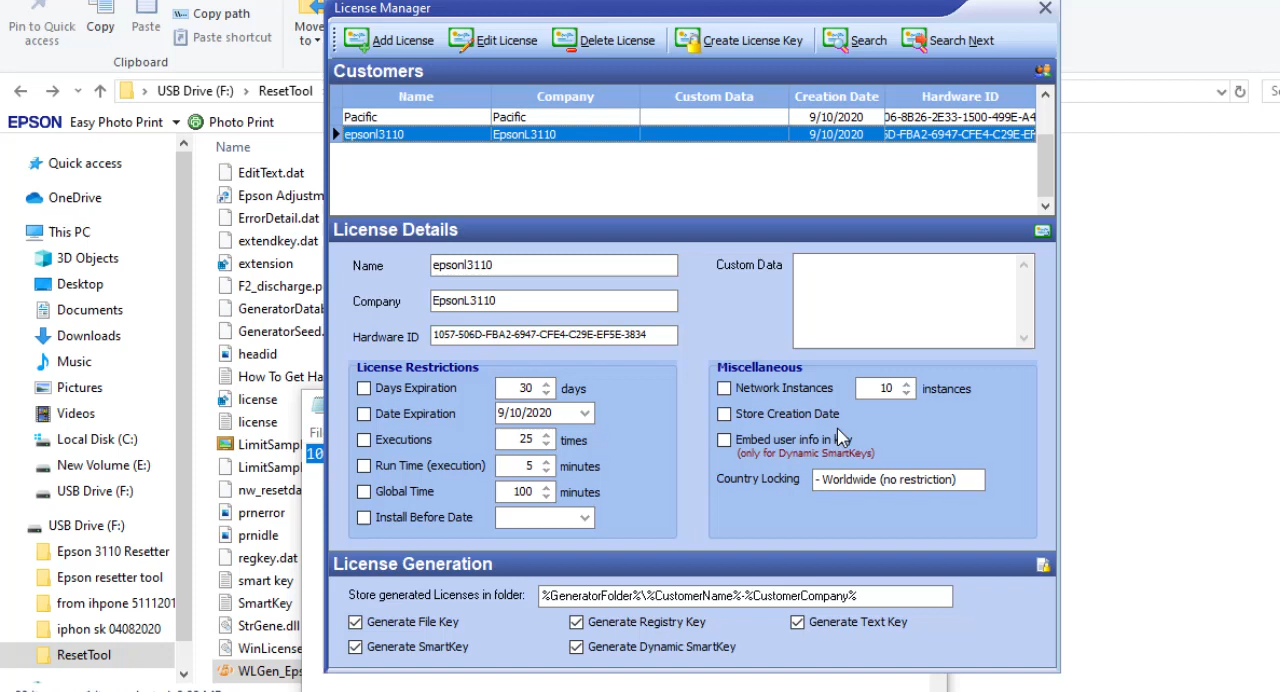 License Manager
Pin to Quick access
Copy
Paste
Copy path
Paste shortcut
Move to
Clipboard
Add License
Edit License
Delete License
Create License Key
Search
Search Next
USB Drive (F:) > ResetTool
EPSON Easy Photo Print
Photo Print
Customers
Name Company Custom Data Creation Date Hardware ID
Pacific Pacific 9/10/2020 06-8B26-2E33-1500-499E-A4
epsonl3110 EpsonL3110 9/10/2020 6D-FBA2-6947-CFE4-C29E-EF
Quick access
OneDrive
This PC
3D Objects
Desktop
Documents
Downloads
Music
Pictures
Videos
Local Disk (C:)
New Volume (E:)
USB Drive (F:)
USB Drive (F:)
Epson 3110 Resetter
Epson resetter tool
from ihpone 5111201
iphon sk 04082020
ResetTool
Name
EditText.dat
Epson Adjustm
ErrorDetail.dat
extendkey.dat
extension
F2_discharge.p
GeneratorDatab
GeneratorSeed.
headid
How To Get Ha
license
license
LimitSampl
LimitSampl
nw_resetda
prnerror
prnidle
regkey.dat
smart key
SmartKey
StrGene.dll
WinLicense
WLGen_Eps
Fil
10
License Details
Name epsonl3110
Company EpsonL3110
Hardware ID 1057-506D-FBA2-6947-CFE4-C29E-EF5E-3834
Custom Data
License Restrictions
Days Expiration 30 days
Date Expiration 9/10/2020
Executions 25 times
Run Time (execution) 5 minutes
Global Time 100 minutes
Install Before Date
Miscellaneous
Network Instances 10 instances
Store Creation Date
Embed user info in
(only for Dynamic SmartKeys)
Country Locking - Worldwide (no restriction)
License Generation
Store generated Licenses in folder: %GeneratorFolder%\%CustomerName%-%CustomerCompany%
Generate File Key
Generate Registry Key
Generate Text Key
Generate SmartKey
Generate Dynamic SmartKey